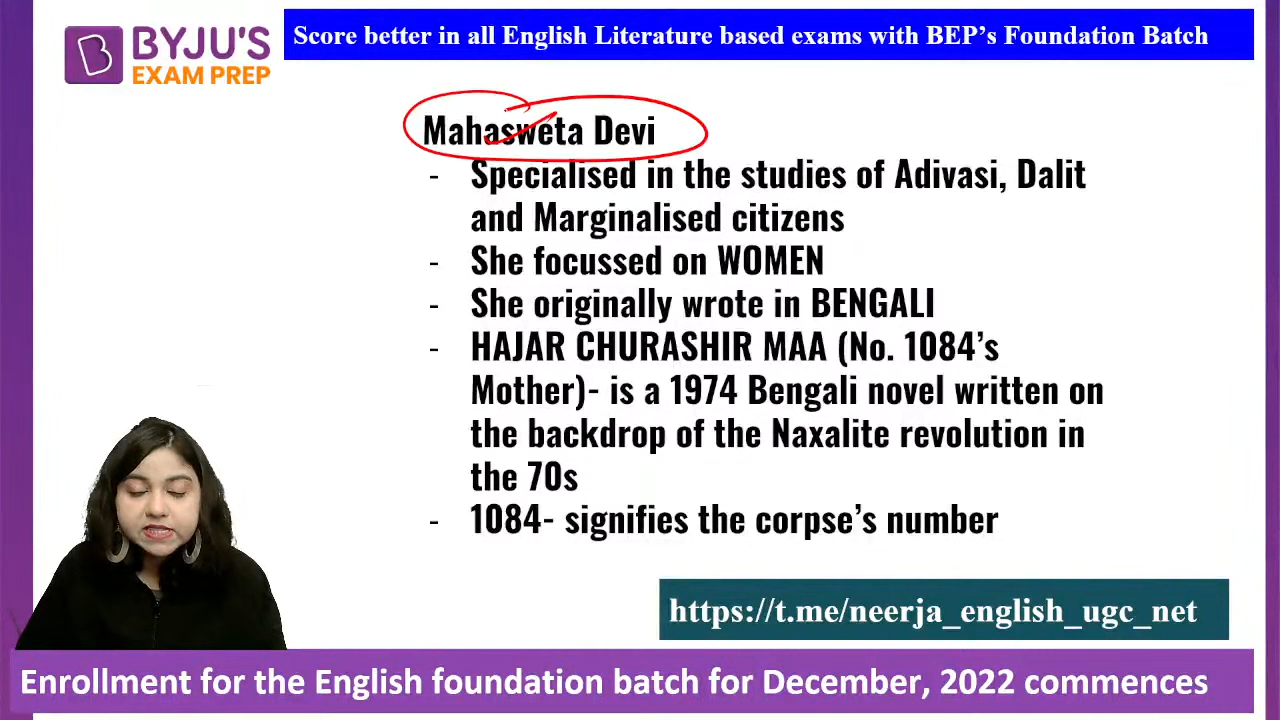 BYJU'S
EXAM PREP
Score better in all English Literature based exams with BEP's Foundation Batch
Mahasweta Devi
- Specialised in the studies of Adivasi, Dalit
and Marginalised citizens
- She focussed on WOMEN
- She originally wrote in BENGALI
- HAJAR CHURASHIR MAA (No. 1084's
Mother)- is a 1974 Bengali novel written on
the backdrop of the Naxalite revolution in
the 70s
- 1084- signifies the corpse's number
https://t.me/neerja_english_ugc_net
Enrollment for the English foundation batch for December, 2022 commences